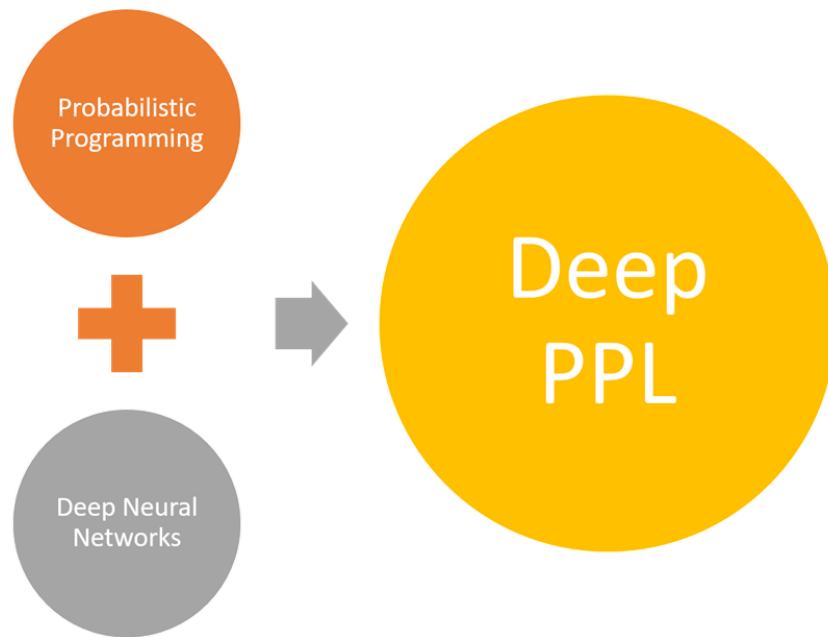 Probabilistic
Programming
Deep Neural
Networks
Deep
PPL